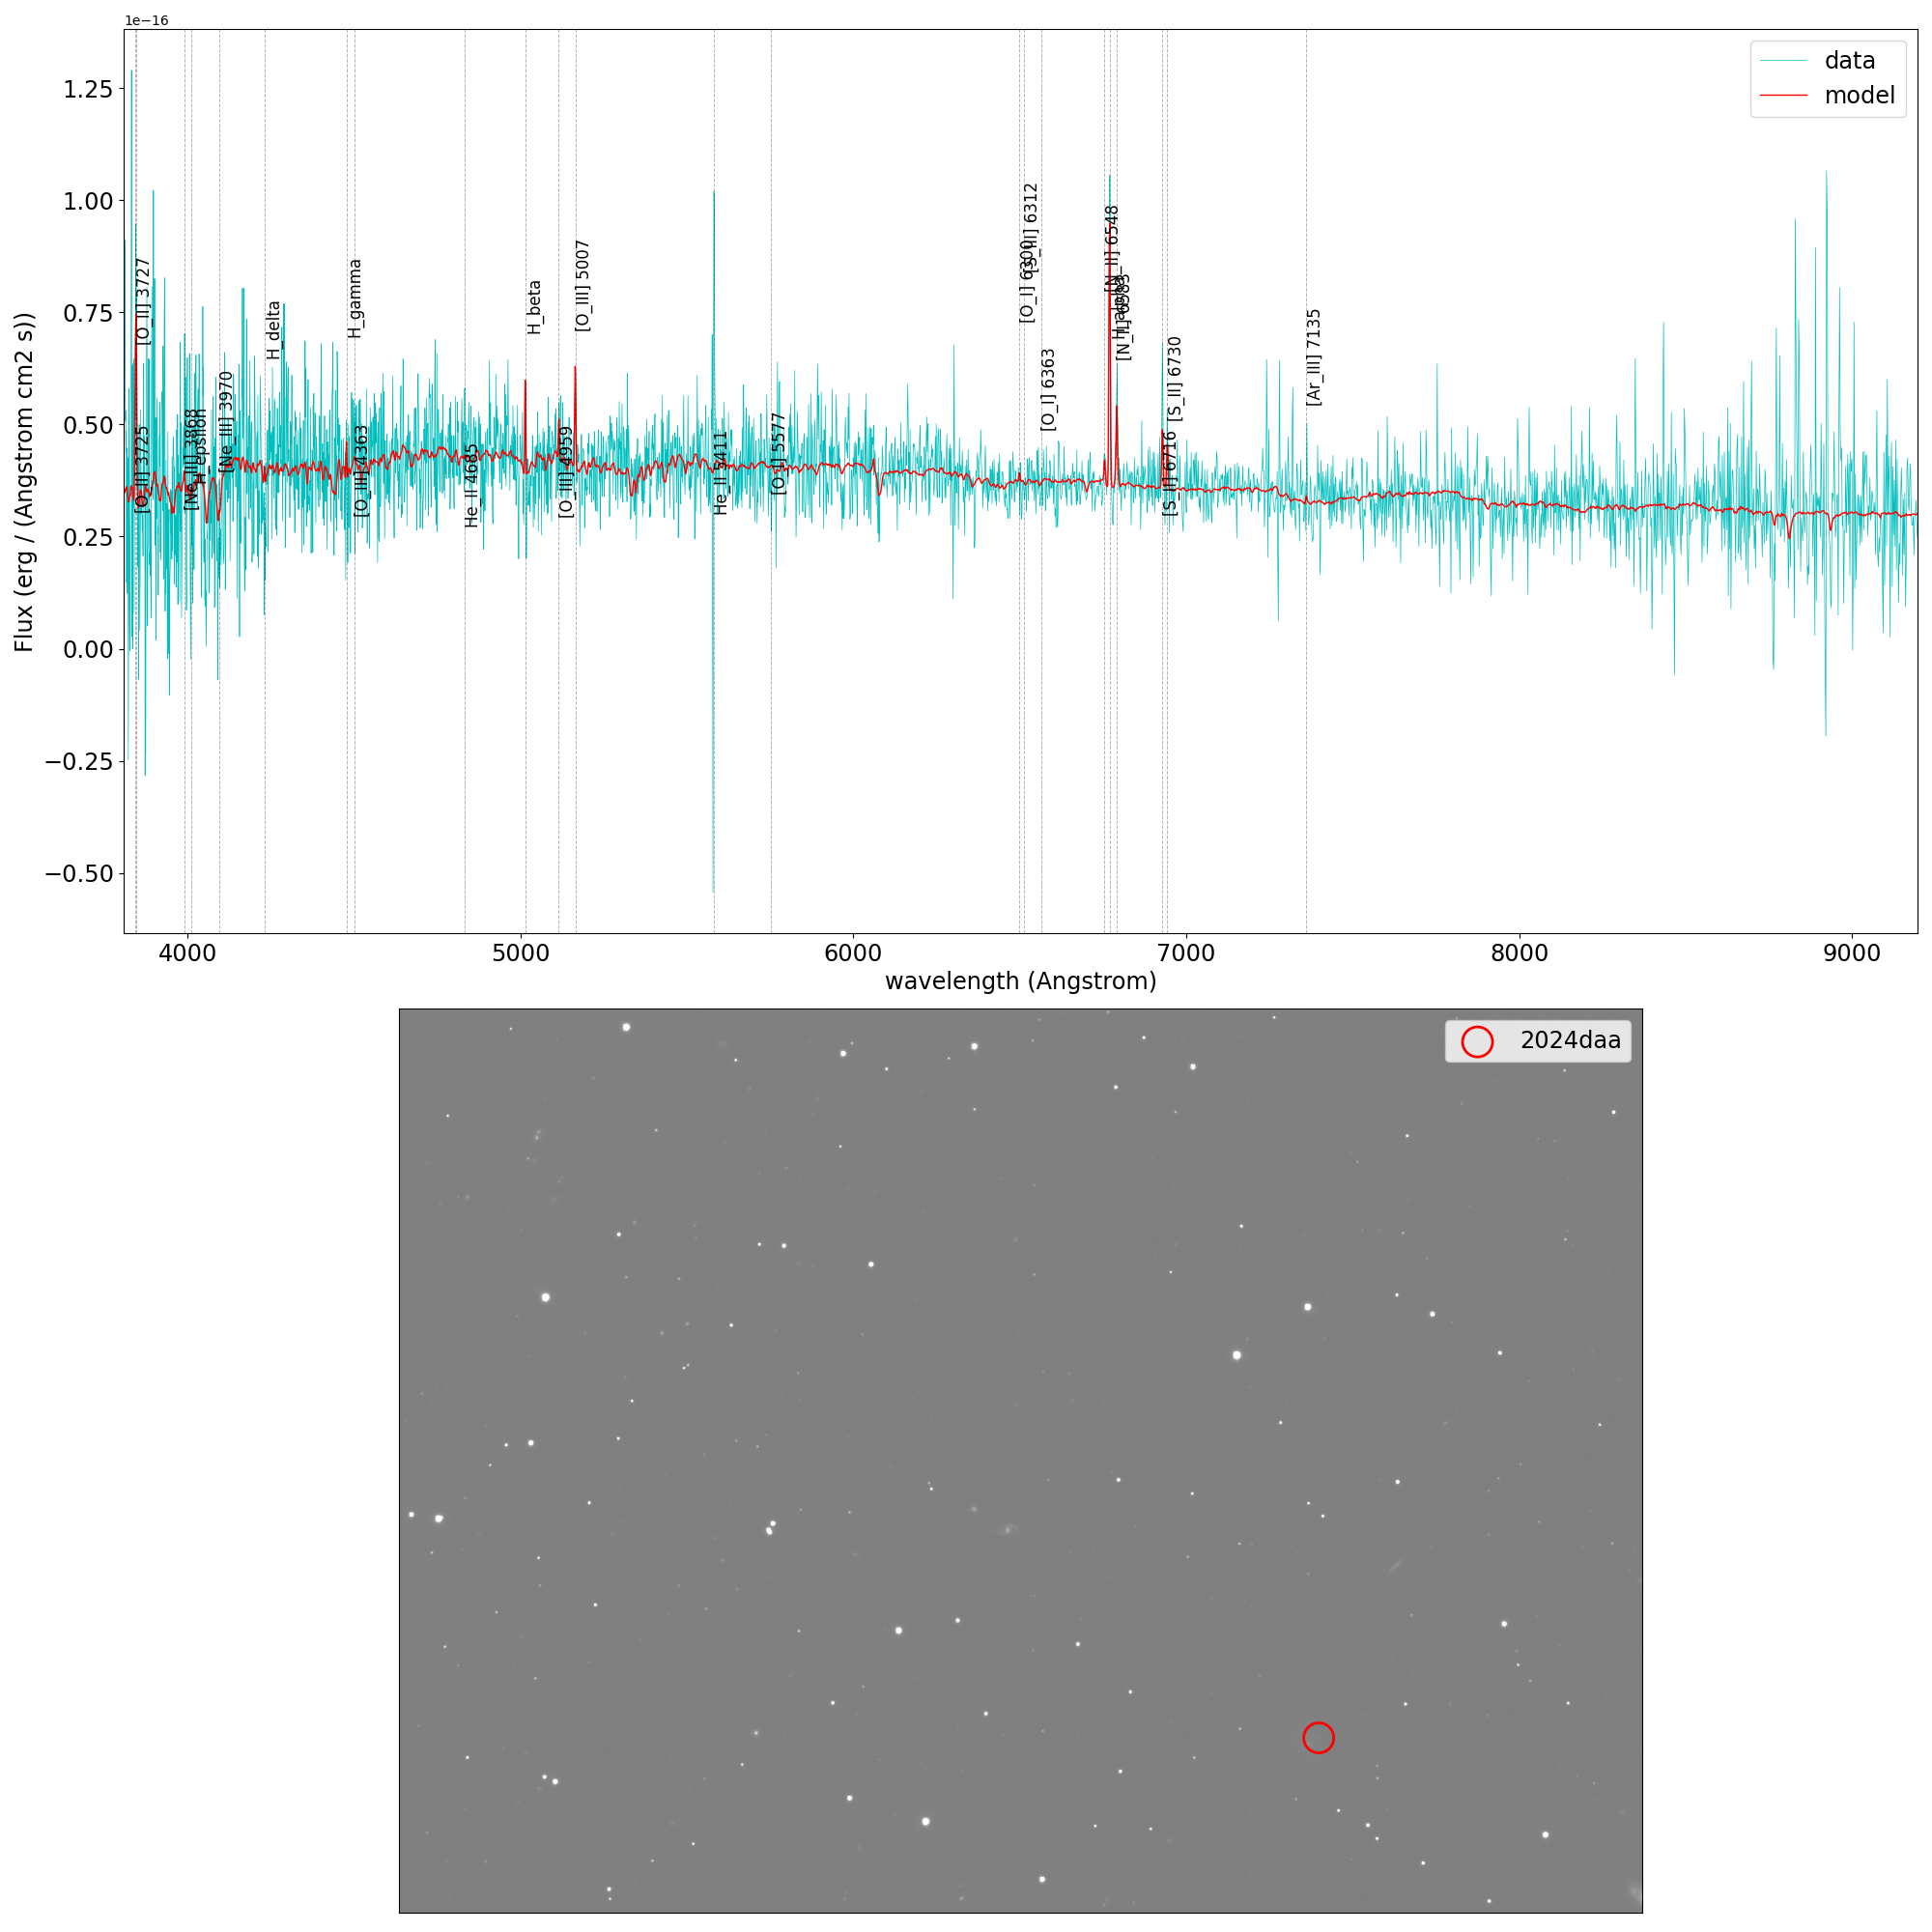 1e−16
data
model
1.25
1.00
0.75
0.50
0.25
0.00
−0.25
−0.50
Flux (erg / (Angstrom cm2 s))
[O_II] 3727
[O_II] 3725
[Ne_III] 3868
H_epsilon
[Ne_III] 3970
H_delta
H_gamma
[O_III] 4363
He_II 4685
H_beta
[O_III] 4959
[O_III] 5007
He_II 5411
[O_I] 5577
[O_I] 6300
[S_III] 6312
[O_I] 6363
[N_II] 6548
H_alpha
[N_II] 6583
[S_II] 6716
[S_II] 6730
[Ar_III] 7135
4000 5000 6000 7000 8000 9000
wavelength (Angstrom)
2024daa